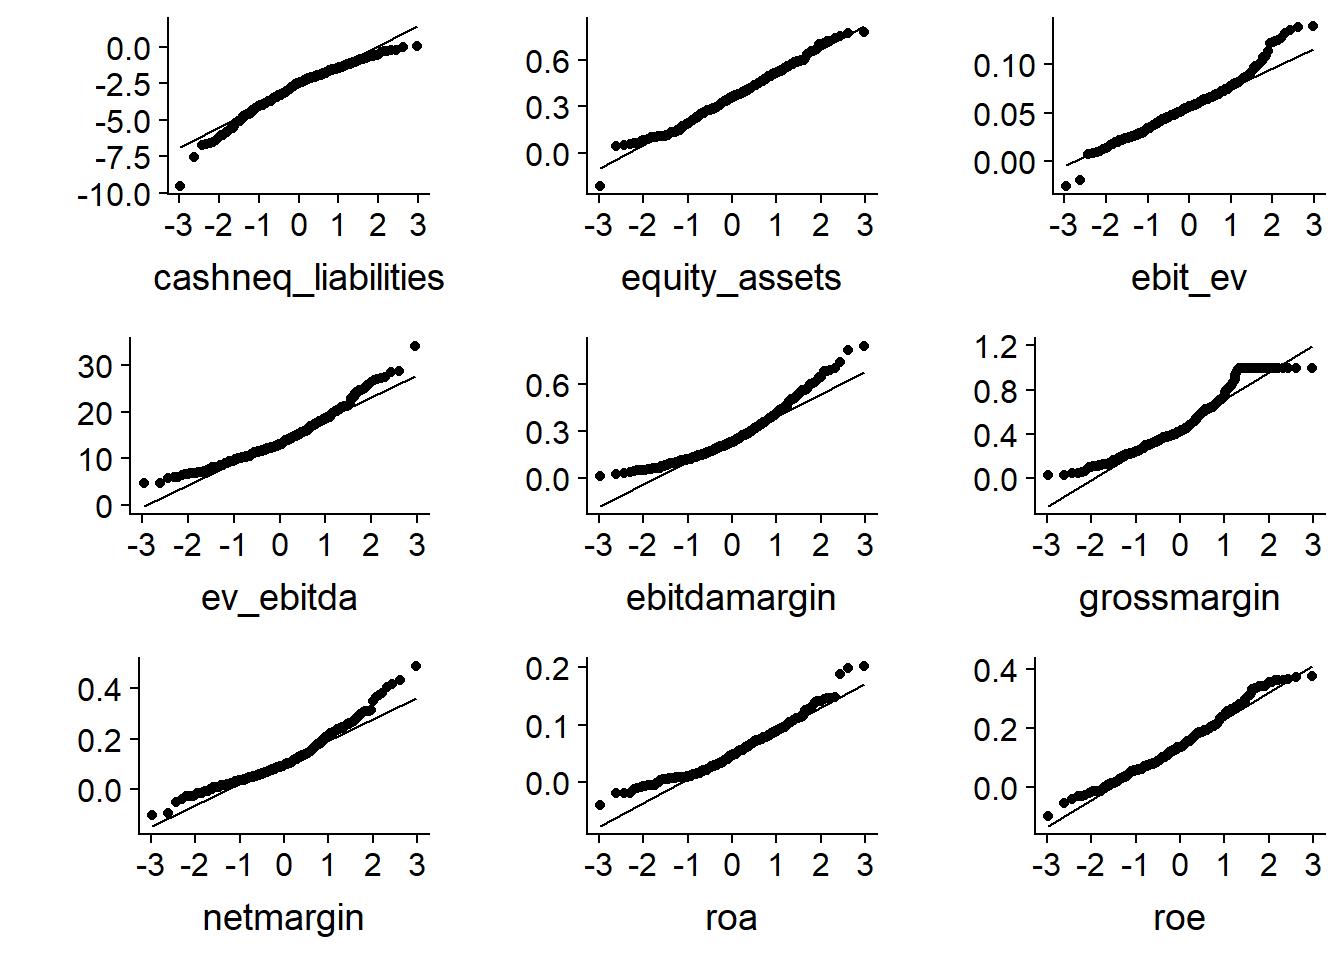 0.0
-2.5
-5.0
-7.5
-10.0
-3 -2 -1 0 1 2 3
cashneq_liabilities
0.6
0.3
0.0
-3 -2 -1 0 1 2 3
equity_assets
0.10
0.05
0.00
-3 -2 -1 0 1 2 3
ebit_ev
30
20
10
0
-3 -2 -1 0 1 2 3
ev_ebitda
0.6
0.3
0.0
-3 -2 -1 0 1 2 3
ebitdamargin
1.2
0.8
0.4
0.0
-3 -2 -1 0 1 2 3
grossmargin
0.4
0.2
0.0
-3 -2 -1 0 1 2 3
netmargin
0.2
0.1
0.0
-3 -2 -1 0 1 2 3
roa
0.4
0.2
0.0
-3 -2 -1 0 1 2 3
roe